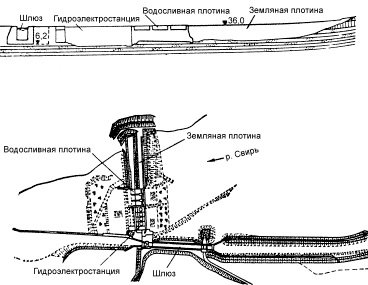 Шлюз
Гидроэлектростанция
Водосливная плотина
Земляная плотина
36,0
6,2
Земляная плотина
Водосливная плотина
р. Свирь
Гидроэлектростанция
Шлюз